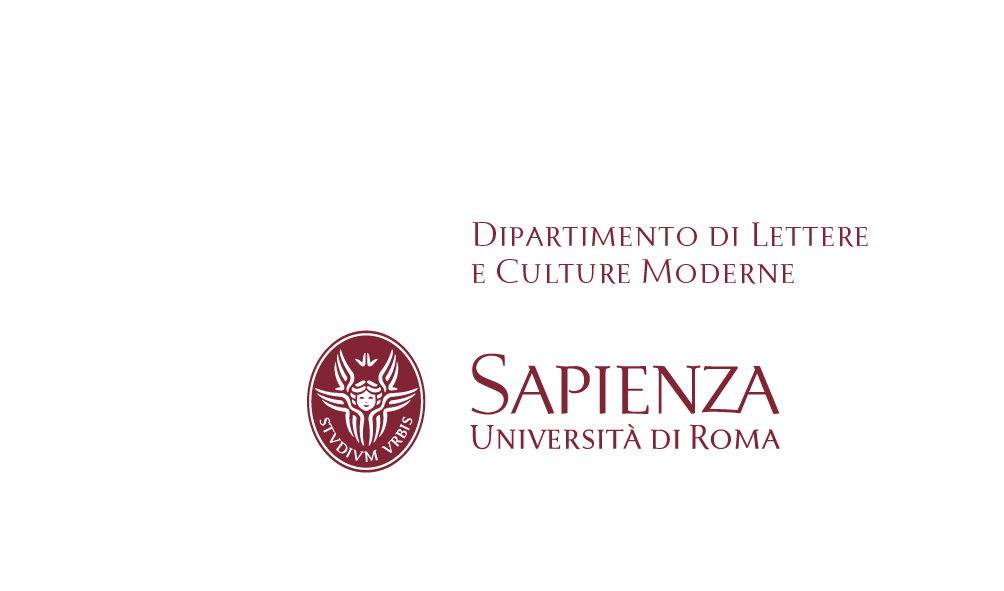 Dipartimento di Lettere
e Culture Moderne
Sapienza
Università di Roma
STVDIVM VRBIS